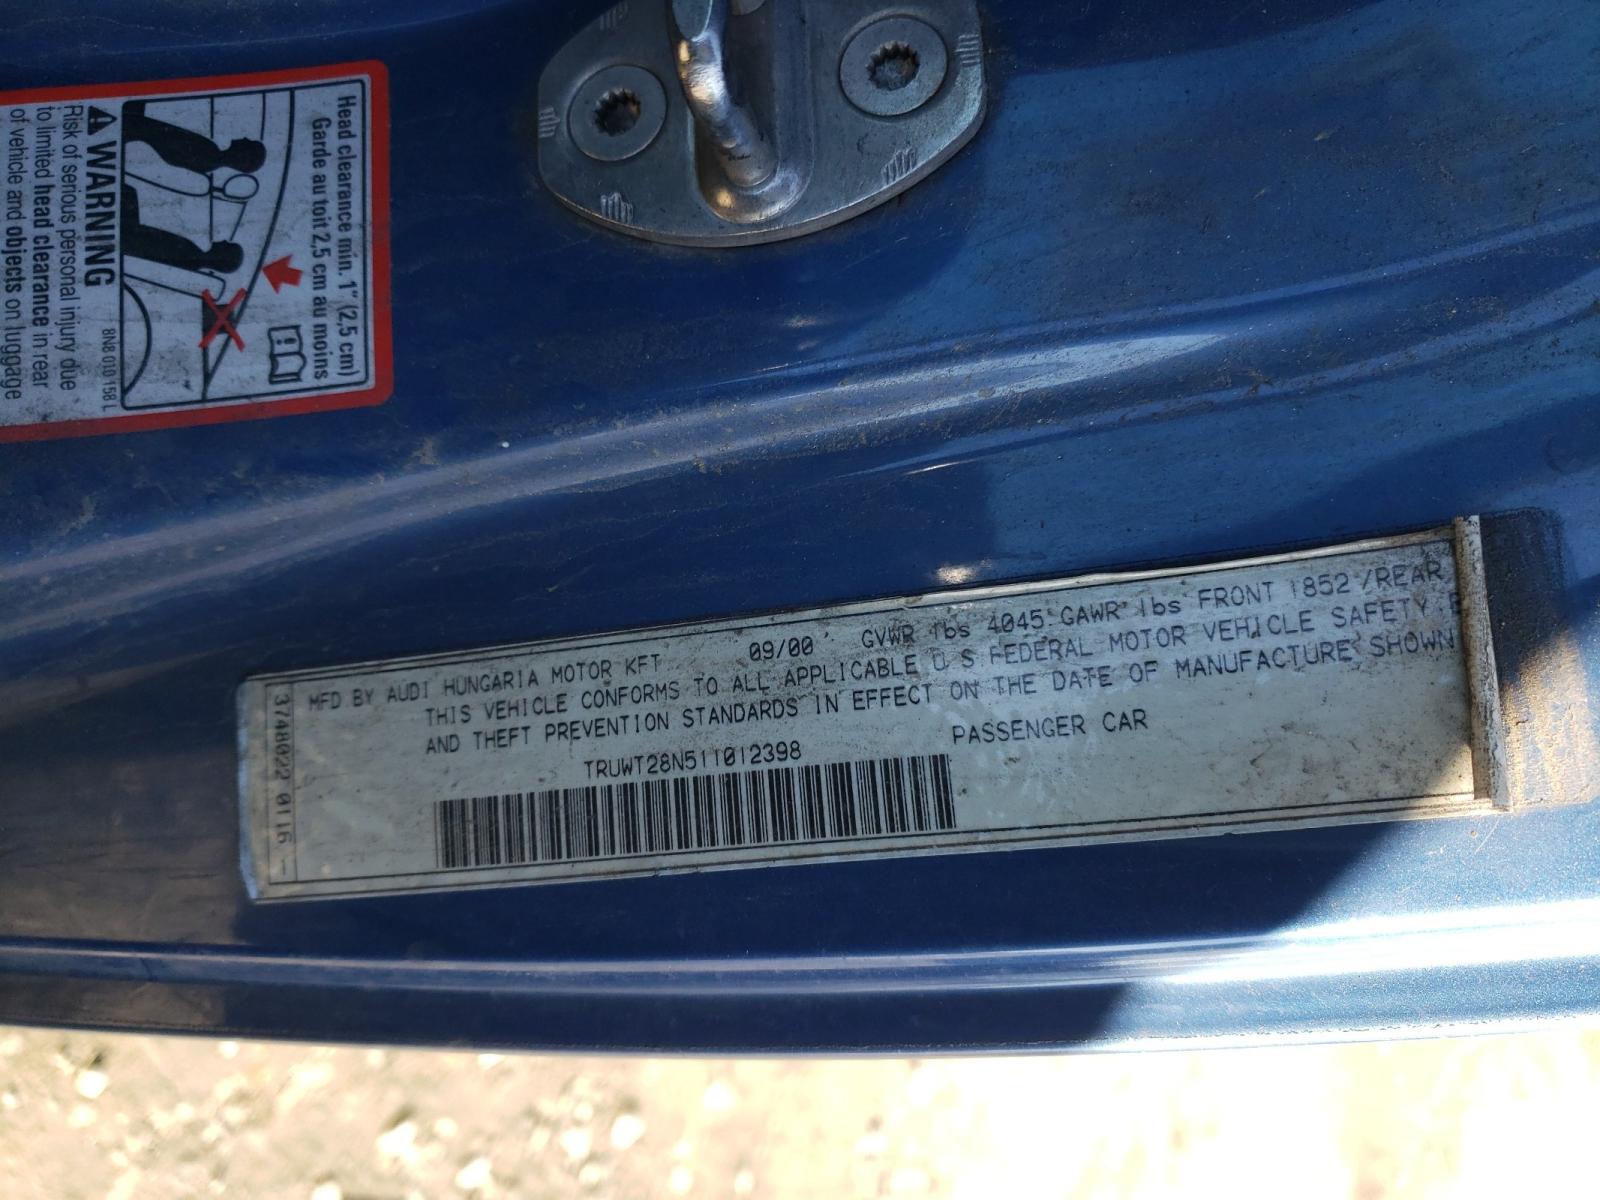 Head clearance min. 1" (2,5 cm)
Garde au toit 2,5 cm au moins
8N8 010 158 L
WARNING
Risk of serious personal injury due
to limited head clearance in rear
of vehicle and objects on luggage
MFD BY AUDI HUNGARIA MOTOR KFT 09/00 GVWR lbs 4045 GAWR lbs FRONT 1852 /REAR
THIS VEHICLE CONFORMS TO ALL APPLICABLE U S FEDERAL MOTOR VEHICLE SAFETY
AND THEFT PREVENTION STANDARDS IN EFFECT ON THE DATE OF MANUFACTURE SHOWN
TRUWT28N511012398 PASSENGER CAR
3748022 0116 -